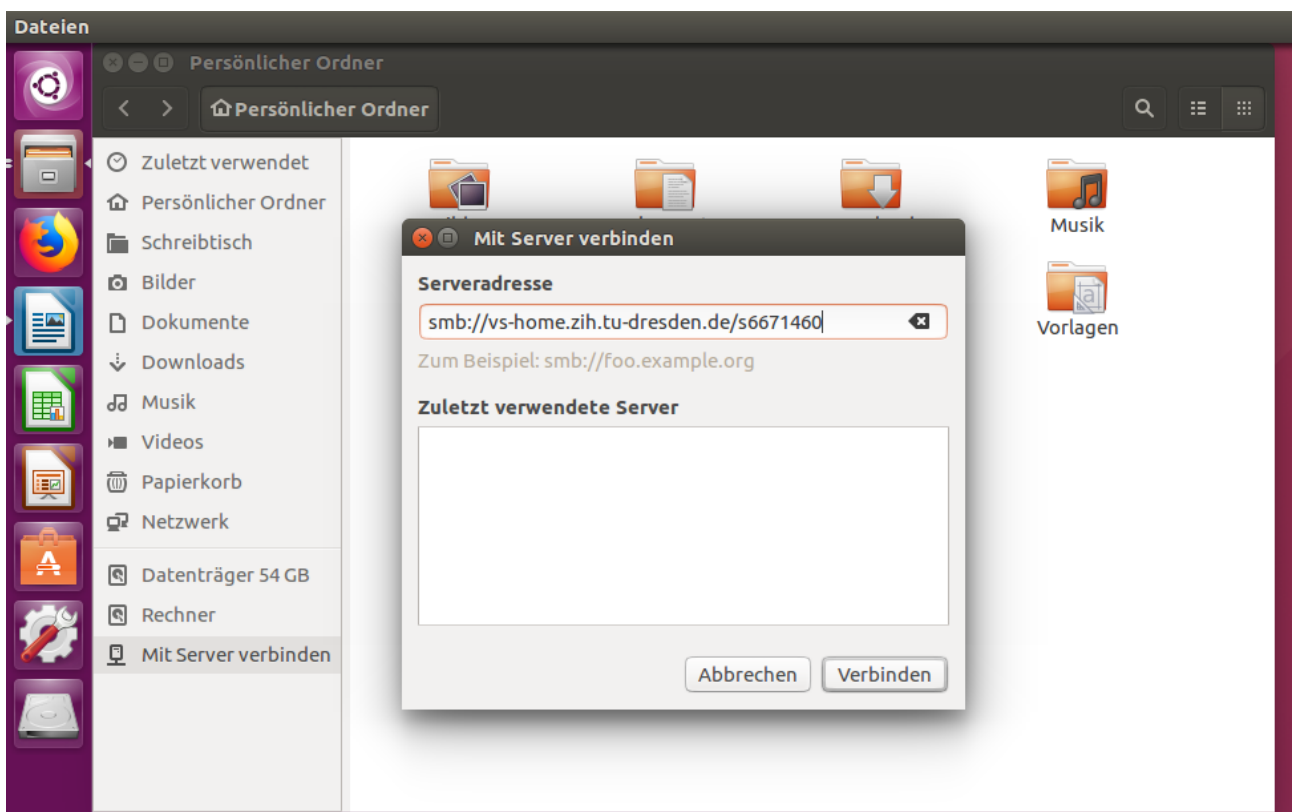 Dateien
Persönlicher Ordner
Persönlicher Ordner
Zuletzt verwendet
Persönlicher Ordner
Schreibtisch
Bilder
Dokumente
Downloads
Musik
Videos
Papierkorb
Netzwerk
Datenträger 54 GB
Rechner
Mit Server verbinden
Musik
Vorlagen
Mit Server verbinden
Serveradresse
smb://vs-home.zih.tu-dresden.de/s6671460
Zum Beispiel: smb://foo.example.org
Zuletzt verwendete Server
Abbrechen
Verbinden